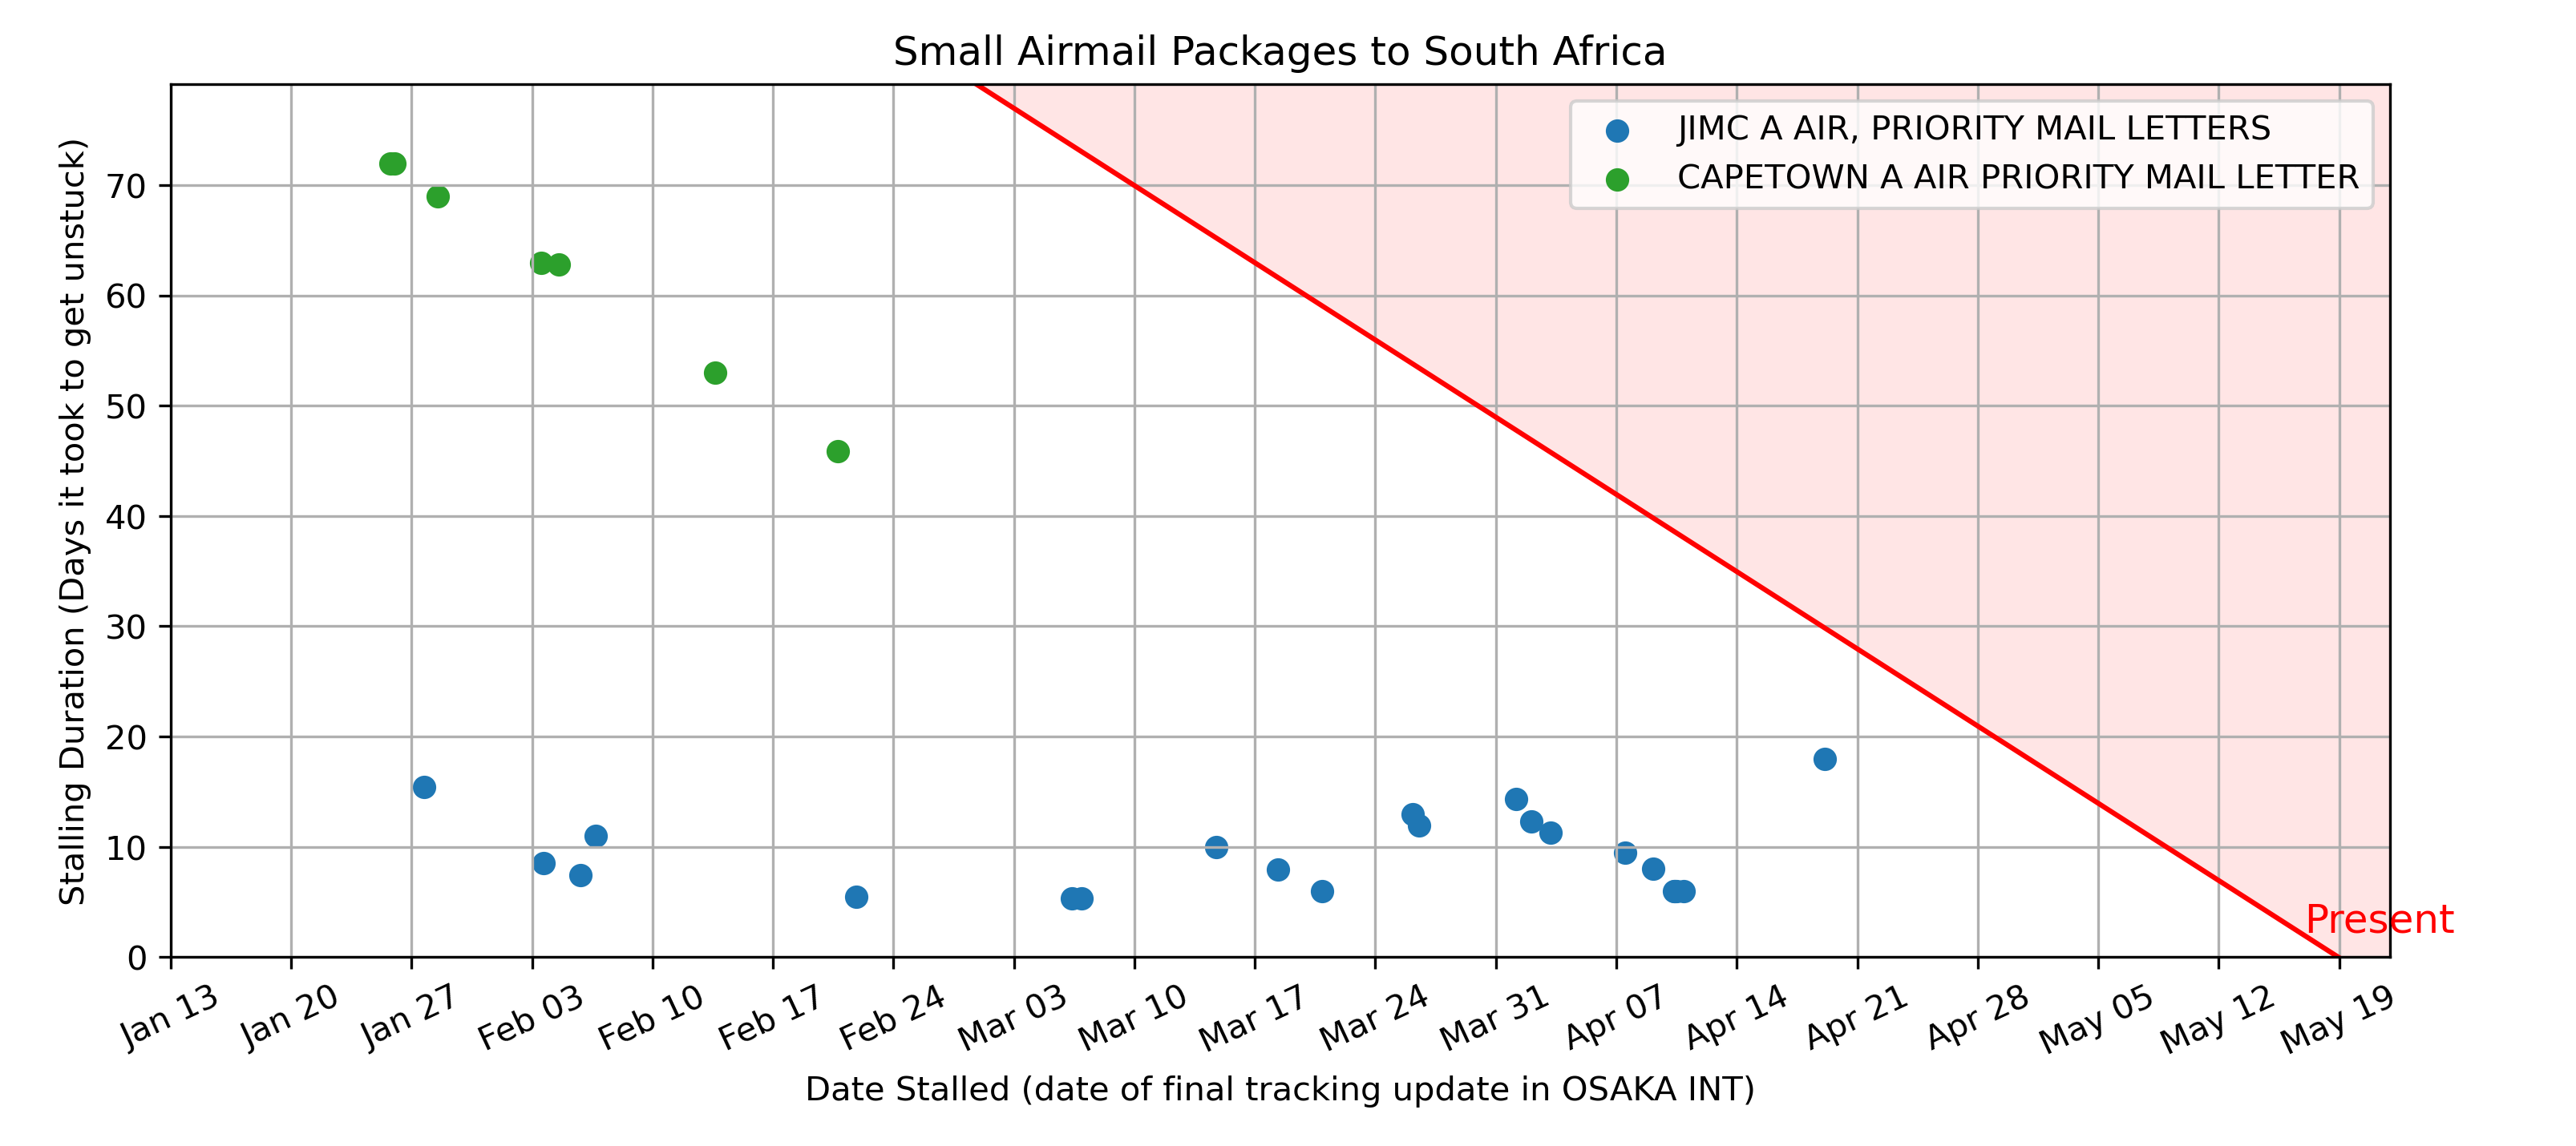 Small Airmail Packages to South Africa
JIMC A AIR, PRIORITY MAIL LETTERS
CAPETOWN A AIR PRIORITY MAIL LETTER
Stalling Duration (Days it took to get unstuck)
70
60
50
40
30
20
10
0
Present
Jan 13
Jan 20
Jan 27
Feb 03
Feb 10
Feb 17
Feb 24
Mar 03
Mar 10
Mar 17
Mar 24
Mar 31
Apr 07
Apr 14
Apr 21
Apr 28
May 05
May 12
May 19
Date Stalled (date of final tracking update in OSAKA INT)